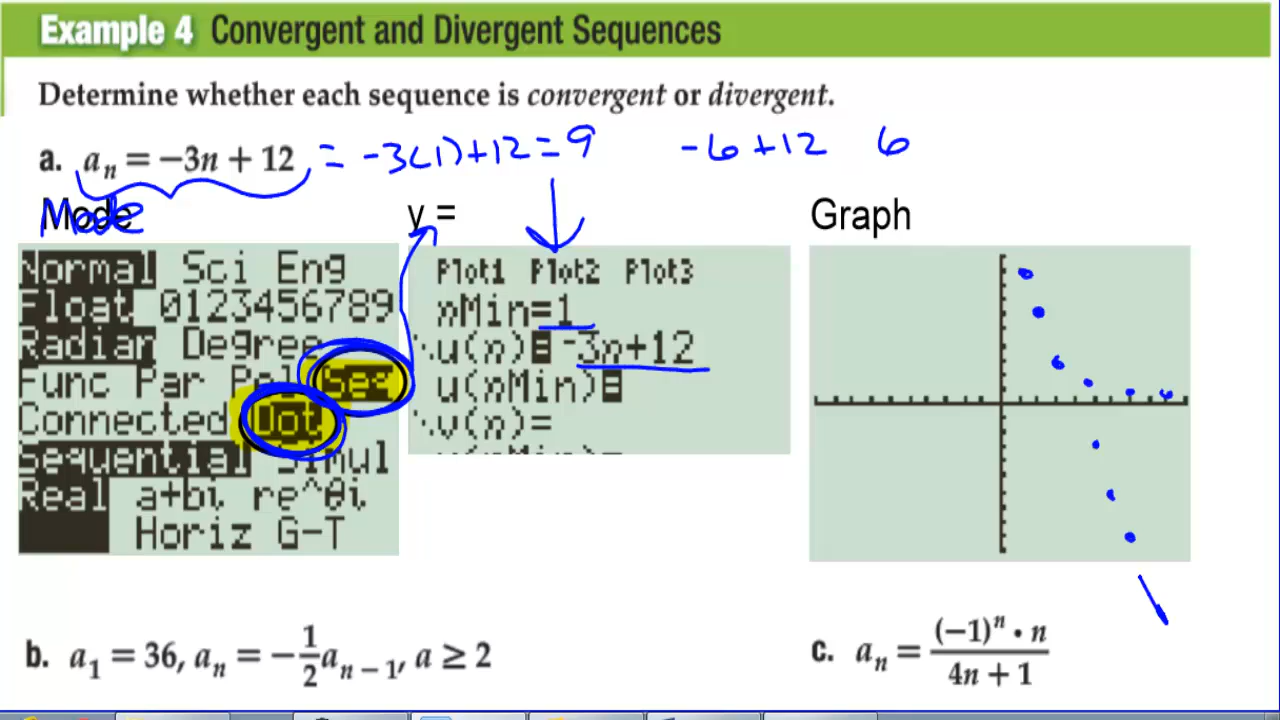 Example 4 Convergent and Divergent Sequences
Determine whether each sequence is convergent or divergent.
a. aₙ = −3n + 12 = -3(1)+12 = 9 -6+12 6
Mode y = Graph
Normal Sci Eng
Float 0123456789
Radian Degree
Func Par Pol Seq
Connected Dot
Sequential Simul
Real a+bi re^θi
Horiz G-T
Plot1 Plot2 Plot3
nMin=1
u(n)=-3n+12
u(nMin)=
v(n)=
b. a₁ = 36, aₙ = −1/2 aₙ₋₁, a ≥ 2
c. aₙ = (−1)ⁿ • n / 4n + 1